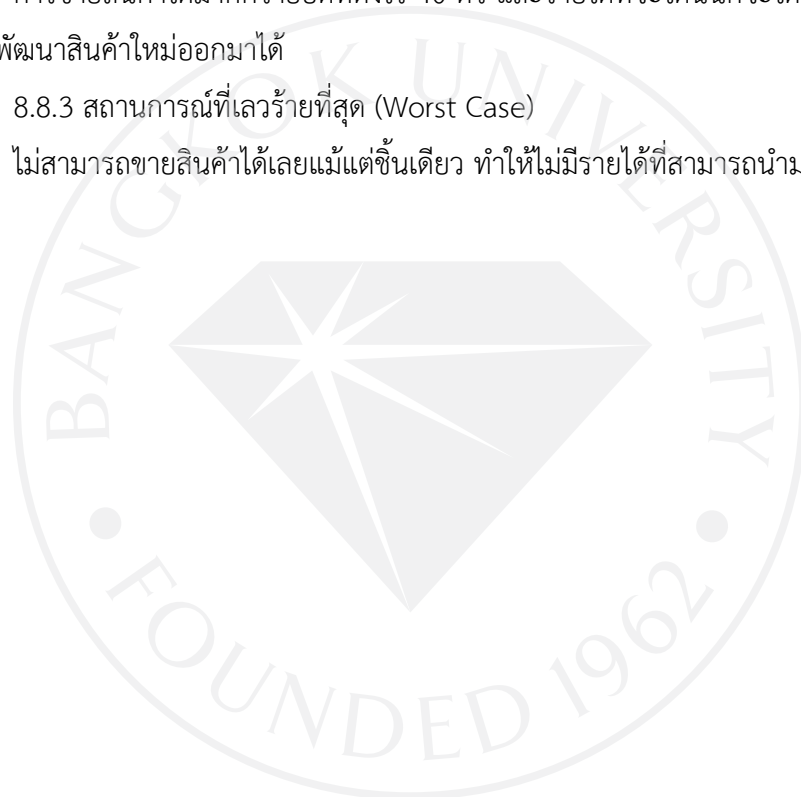 พัฒนาสินค้าใหม่ออกมาได้
8.8.3 สถานการณ์ที่เลวร้ายที่สุด (Worst Case)
ไม่สามารถขายสินค้าได้เลยแม้แต่ชิ้นเดียว ทำให้ไม่มีรายได้ที่สามารถนำม
BANGKOK UNIVERSITY
FOUNDED 1962